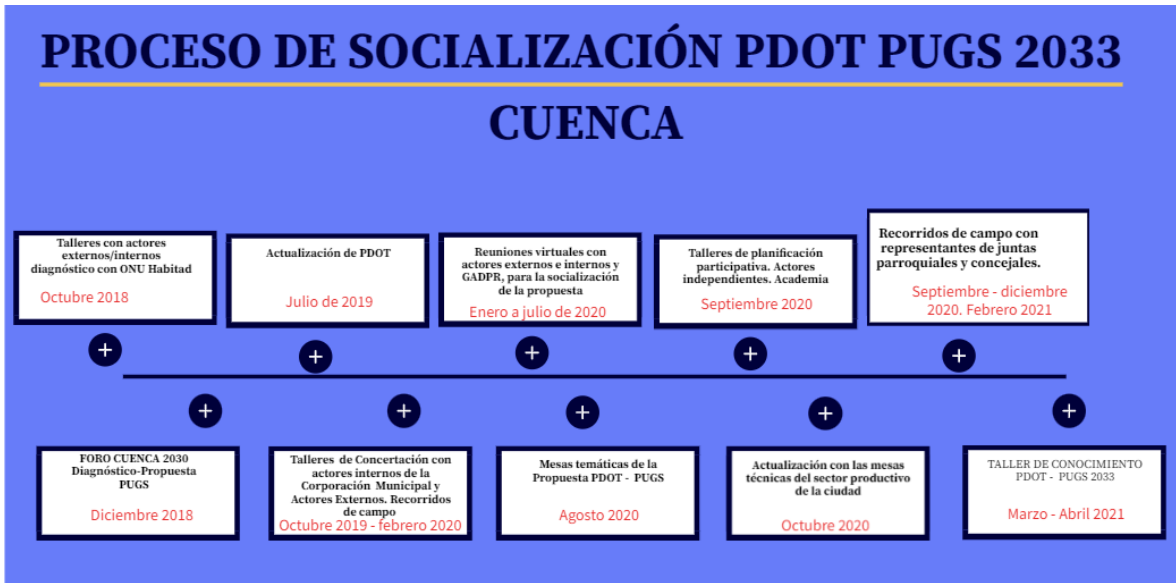 PROCESO DE SOCIALIZACIÓN PDOT PUGS 2033
CUENCA
Talleres con actores
externos/internos
diagnóstico con ONU Habitad
Octubre 2018
Actualización de PDOT
Julio de 2019
Reuniones virtuales con
actores externos e internos y
GADPR, para la socialización
de la propuesta
Enero a julio de 2020
Talleres de planificación
participativa. Actores
independientes. Academia
Septiembre 2020
Recorridos de campo con
representantes de juntas
parroquiales y concejales.
Septiembre - diciembre
2020. Febrero 2021
FORO CUENCA 2030
Diagnóstico-Propuesta
PUGS
Diciembre 2018
Talleres de Concertación con
actores internos de la
Corporación Municipal y
Actores Externos. Recorridos
de campo
Octubre 2019 - febrero 2020
Mesas temáticas de la
Propuesta PDOT - PUGS
Agosto 2020
Actualización con las mesas
técnicas del sector productivo
de la ciudad
Octubre 2020
TALLER DE CONOCIMIENTO
PDOT - PUGS 2033
Marzo - Abril 2021